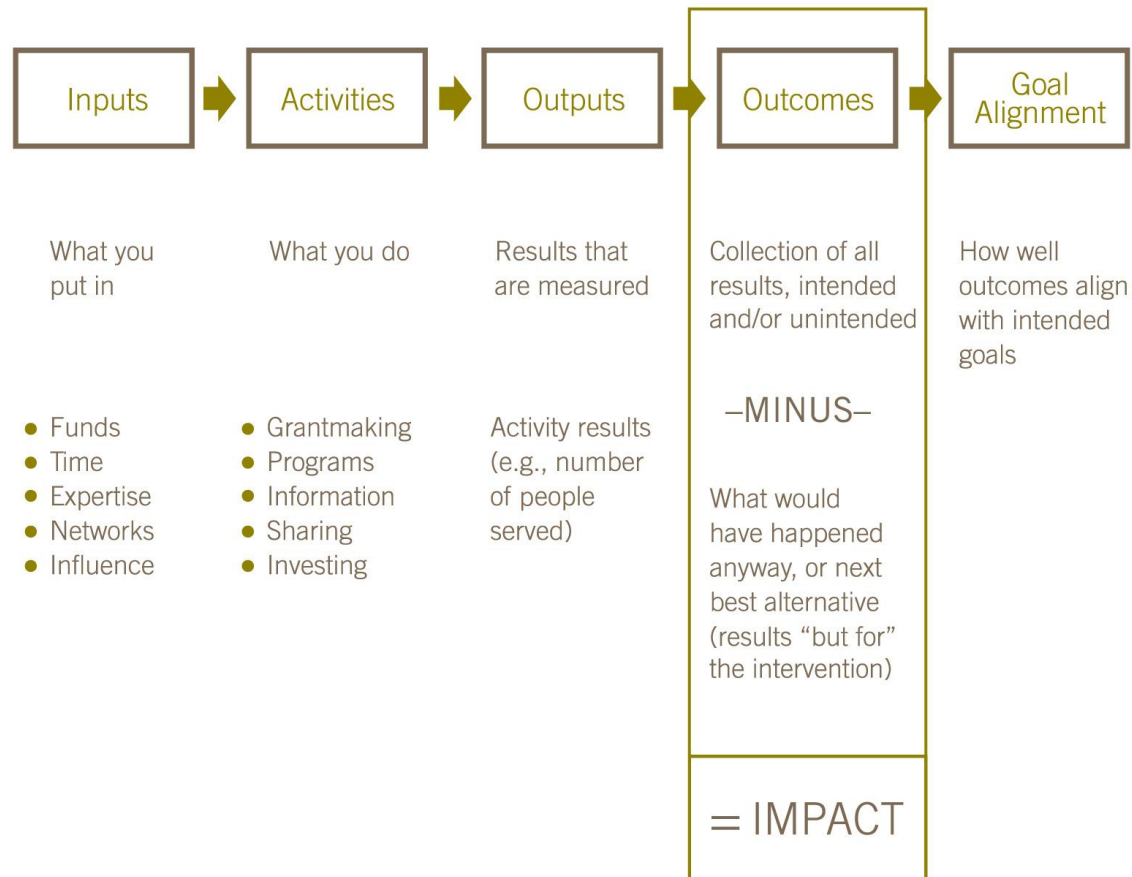 Inputs
Activities
Outputs
Outcomes
Goal
Alignment
What you
put in
What you do
Results that
are measured
Collection of all
results, intended
and/or unintended
How well
outcomes align
with intended
goals
–MINUS–
• Funds
• Time
• Expertise
• Networks
• Influence
• Grantmaking
• Programs
• Information
• Sharing
• Investing
Activity results
(e.g., number
of people
served)
What would
have happened
anyway, or next
best alternative
(results “but for”
the intervention)
= IMPACT